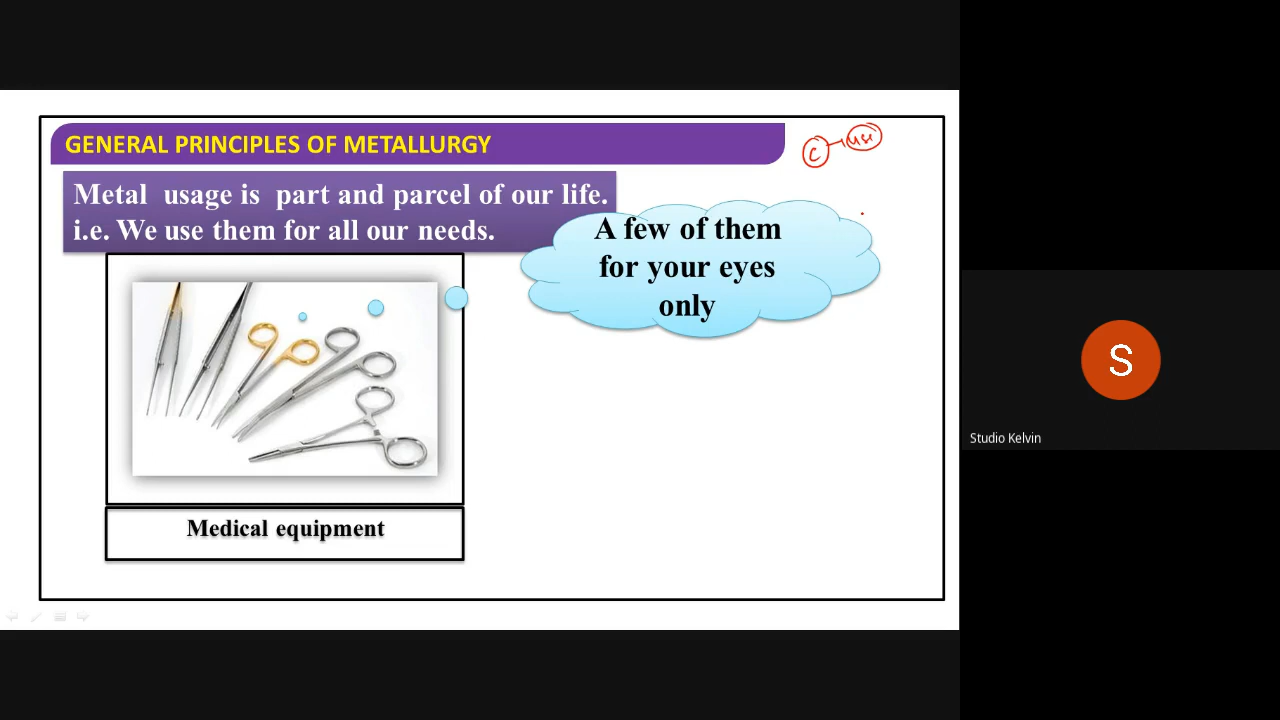 GENERAL PRINCIPLES OF METALLURGY
Metal usage is part and parcel of our life.
i.e. We use them for all our needs.
A few of them
for your eyes
only
Medical equipment
C
S
Studio Kelvin